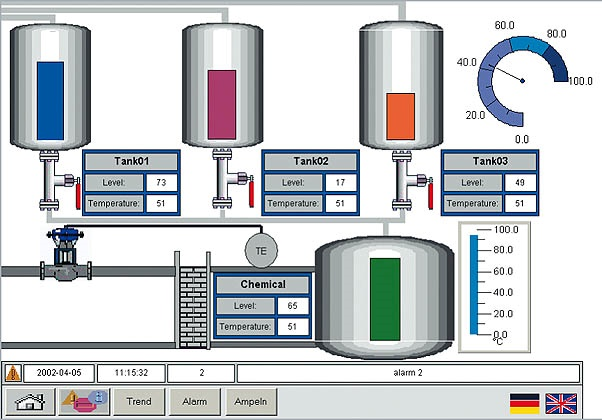 60.0
80.0
40.0
100.0
20.0
0.0
Tank01
Level: 73
Temperature: 51
Tank02
Level: 17
Temperature: 51
Tank03
Level: 49
Temperature: 51
TE
Chemical
Level: 65
Temperature: 51
100.0
80.0
60.0
40.0
20.0
0.0
°C
2002-04-05 11:15:32 2 alarm 2
Trend Alarm Ampeln